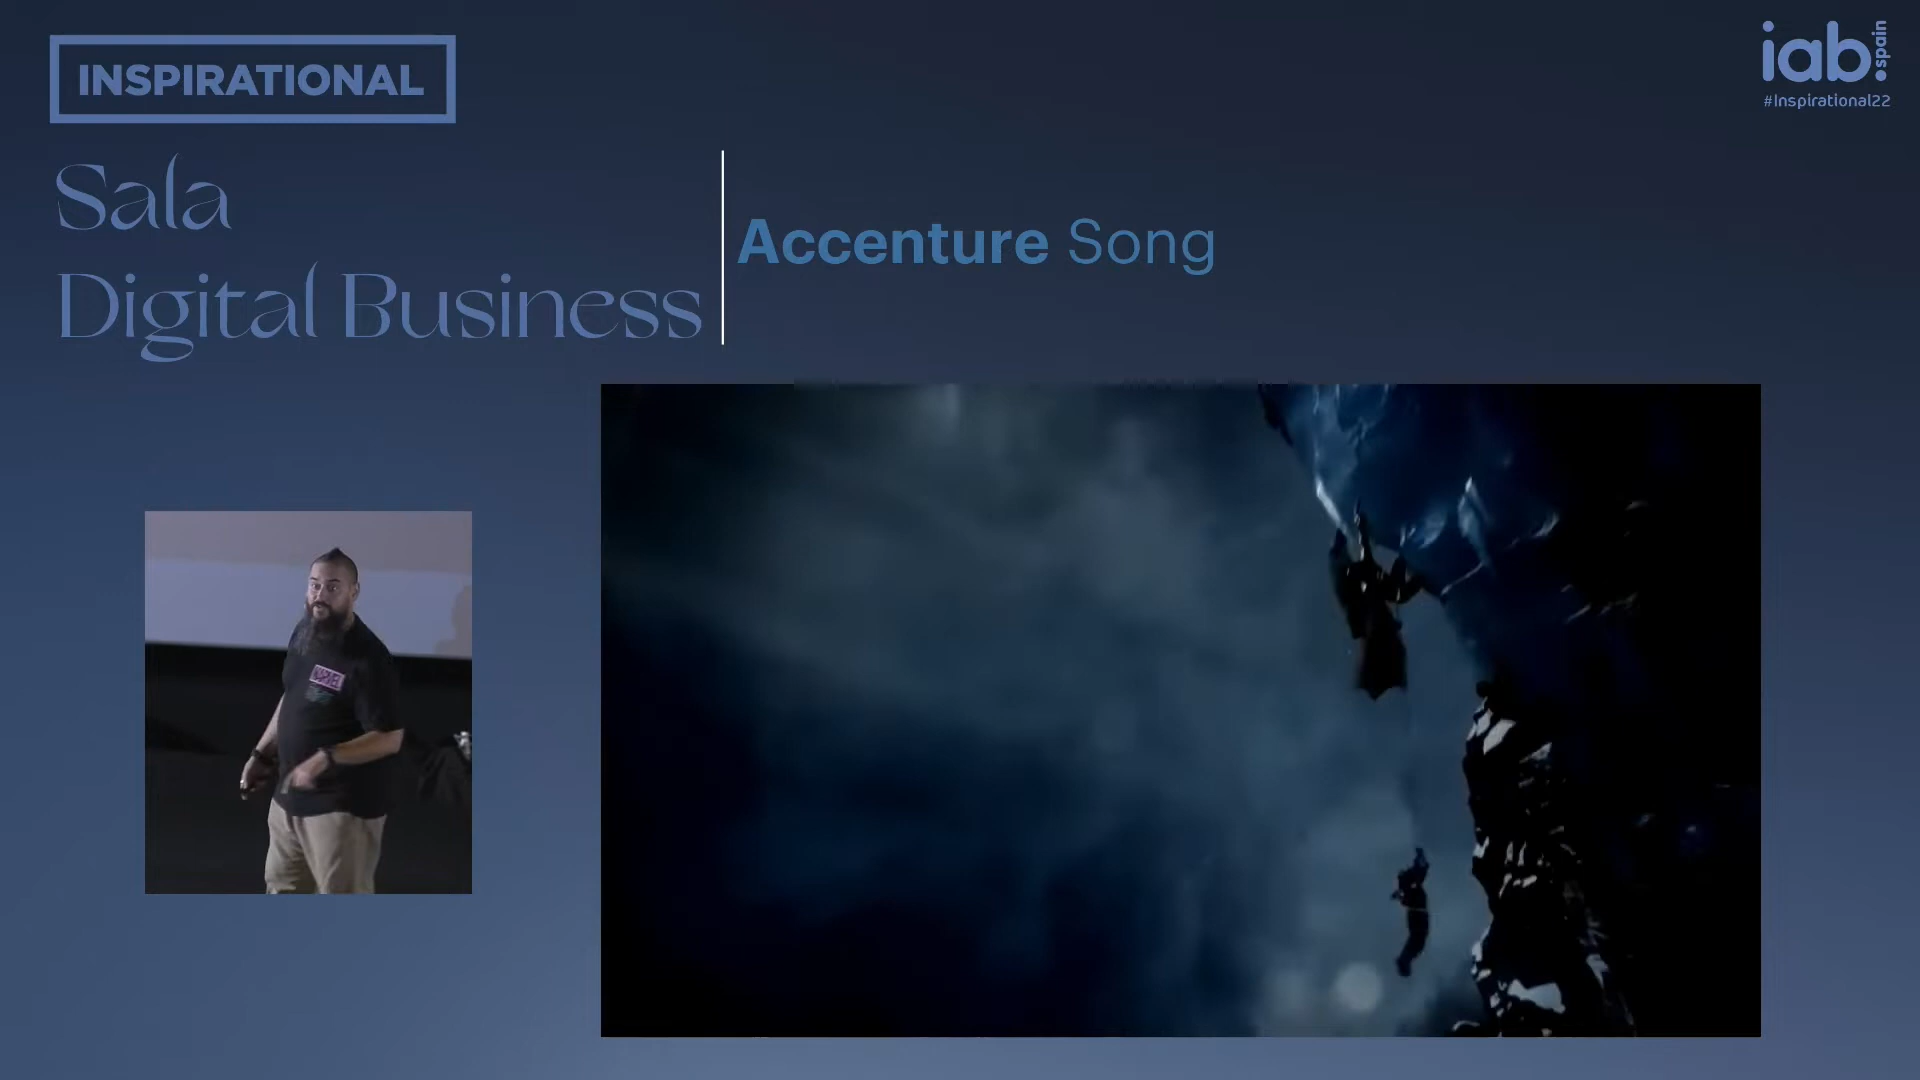 INSPIRATIONAL
iab.spain
#Inspirational22
Sala
Digital Business
Accenture Song